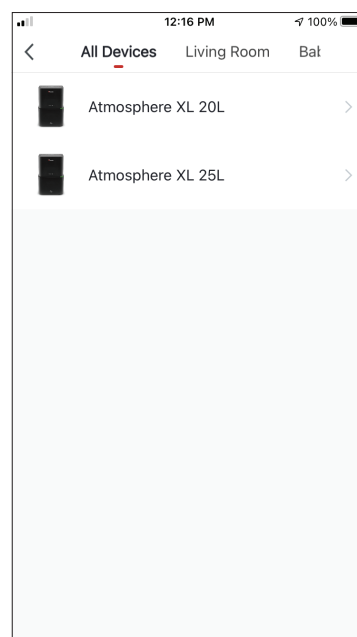 12:16 PM
100%
All Devices
Living Room
Atmosphere XL 20L
Atmosphere XL 25L